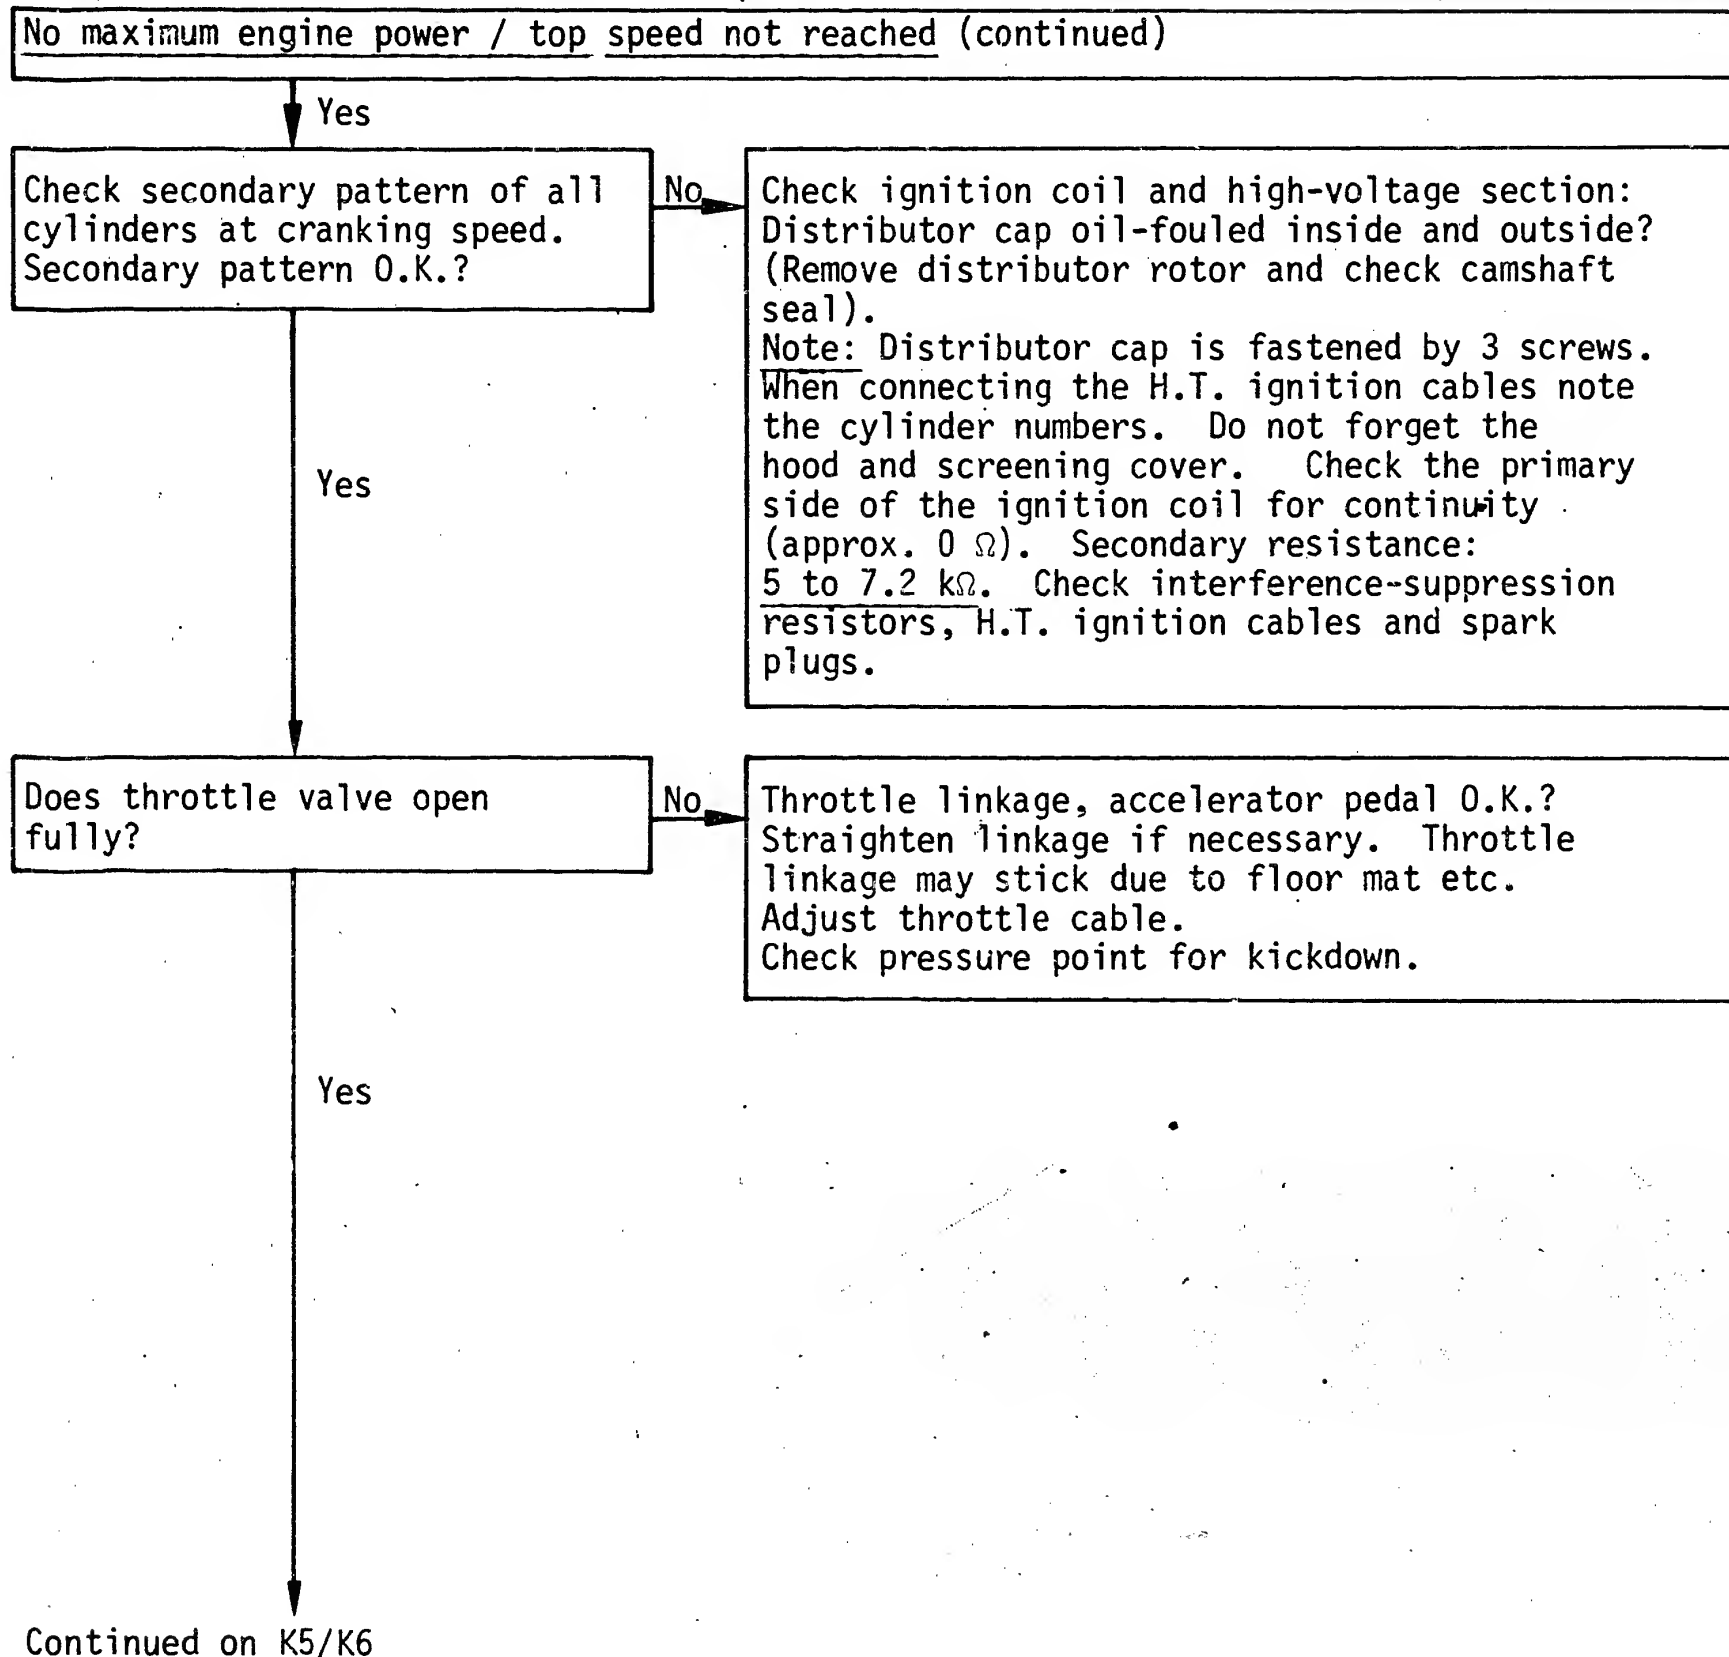 No maximum engine power / top speed not reached (continued)
Yes
Check secondary pattern of all
cylinders at cranking speed.
Secondary pattern O.K.?
No
Check ignition coil and high-voltage section:
Distributor cap oil-fouled inside and outside?
(Remove distributor rotor and check camshaft
seal).
Note: Distributor cap is fastened by 3 screws.
When connecting the H.T. ignition cables note
the cylinder numbers. Do not forget the
hood and screening cover. Check the primary
side of the ignition coil for continuity
(approx. 0 Ω). Secondary resistance:
5 to 7.2 kΩ. Check interference-suppression
resistors, H.T. ignition cables and spark
plugs.
Yes
Does throttle valve open
fully?
No
Throttle linkage, accelerator pedal O.K.?
Straighten linkage if necessary. Throttle
linkage may stick due to floor mat etc.
Adjust throttle cable.
Check pressure point for kickdown.
Yes
Continued on K5/K6